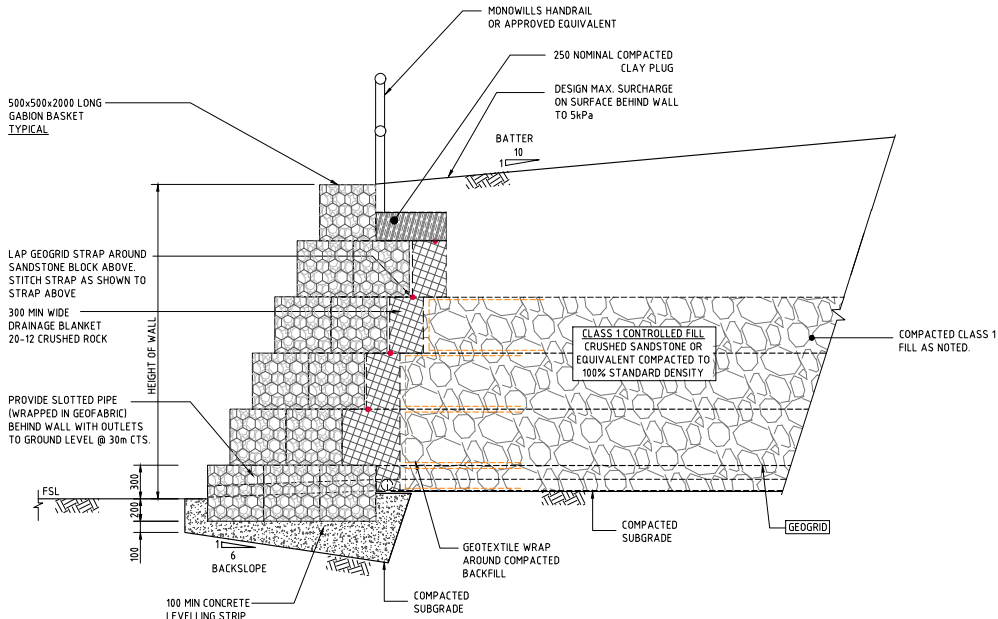 MONOWILLS HANDRAIL
OR APPROVED EQUIVALENT
250 NOMINAL COMPACTED
CLAY PLUG
DESIGN MAX. SURCHARGE
ON SURFACE BEHIND WALL
TO 5kPa
500x500x2000 LONG
GABION BASKET
TYPICAL
BATTER
10
1
LAP GEOGRID STRAP AROUND
SANDSTONE BLOCK ABOVE.
STITCH STRAP AS SHOWN TO
STRAP ABOVE
300 MIN WIDE
DRAINAGE BLANKET
20-12 CRUSHED ROCK
HEIGHT OF WALL
CLASS 1 CONTROLLED FILL
CRUSHED SANDSTONE OR
EQUIVALENT COMPACTED TO
100% STANDARD DENSITY
COMPACTED CLASS 1
FILL AS NOTED.
PROVIDE SLOTTED PIPE
(WRAPPED IN GEOFABRIC)
BEHIND WALL WITH OUTLETS
TO GROUND LEVEL @ 30m CTS.
300
FSL
200
100
1
6
BACKSLOPE
GEOTEXTILE WRAP
AROUND COMPACTED
BACKFILL
COMPACTED
SUBGRADE
GEOGRID
100 MIN CONCRETE
LEVELLING STRIP
COMPACTED
SUBGRADE